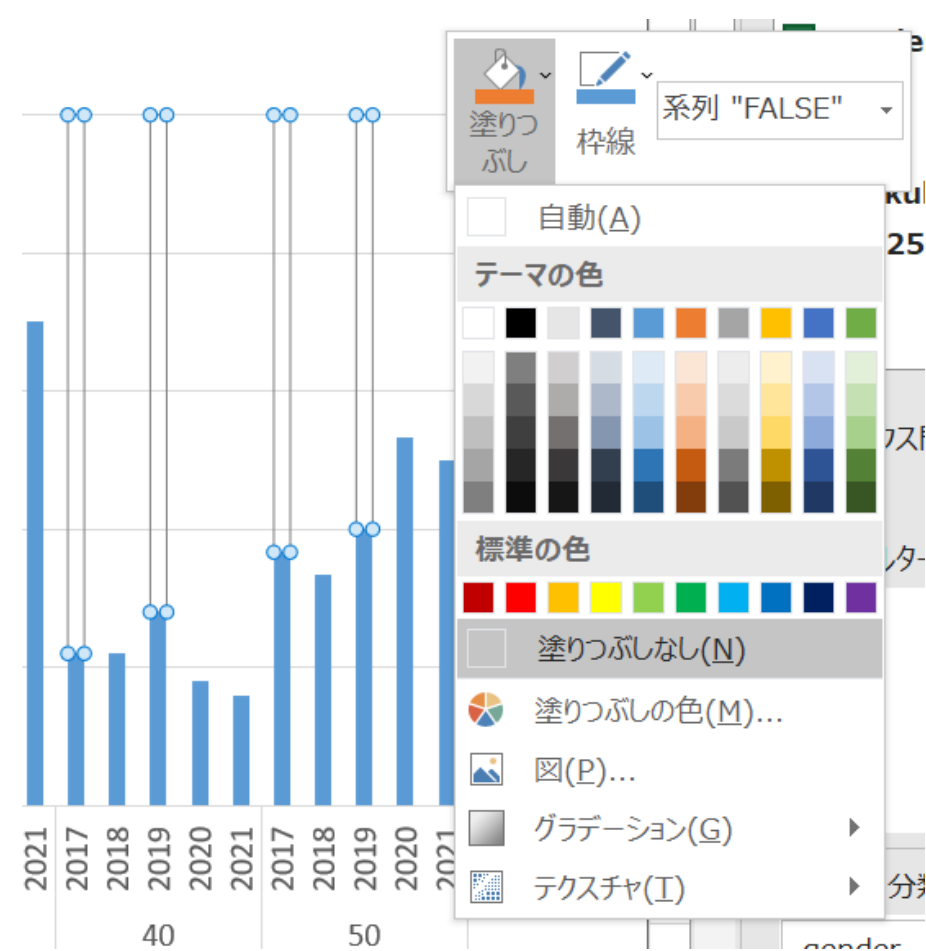 塗りつ
ぶし
枠線
系列 "FALSE"
自動(A)
テーマの色
標準の色
塗りつぶしなし(N)
塗りつぶしの色(M)...
図(P)...
グラデーション(G)
テクスチャ(T)
25
分
gender
2021 2017 2018 2019 2020 2021 2017 2018 2019 2020 2021
40 50